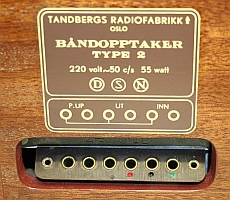 TANDBERGS RADIOFABRIKK A/S
OSLO
BÅNDOPPTAKER
TYPE 2
220 volt~50 c/s 55 watt
D S N
P.UP UT INN